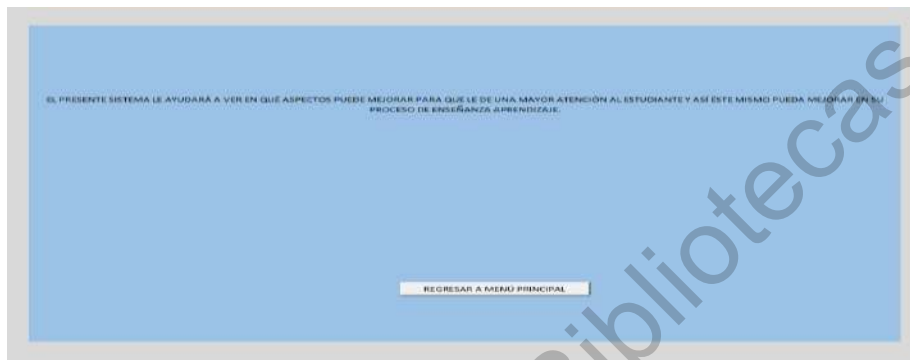 EL PRESENTE SISTEMA LE AYUDARÁ A VER EN QUÉ ASPECTOS PUEDE MEJORAR PARA QUE LE DE UNA MAYOR ATENCIÓN AL ESTUDIANTE Y ASÍ ÉSTE MISMO PUEDA MEJORAR EN SU
PROCESO DE ENSEÑANZA APRENDIZAJE.
REGRESAR A MENÚ PRINCIPAL
Bibliotecas